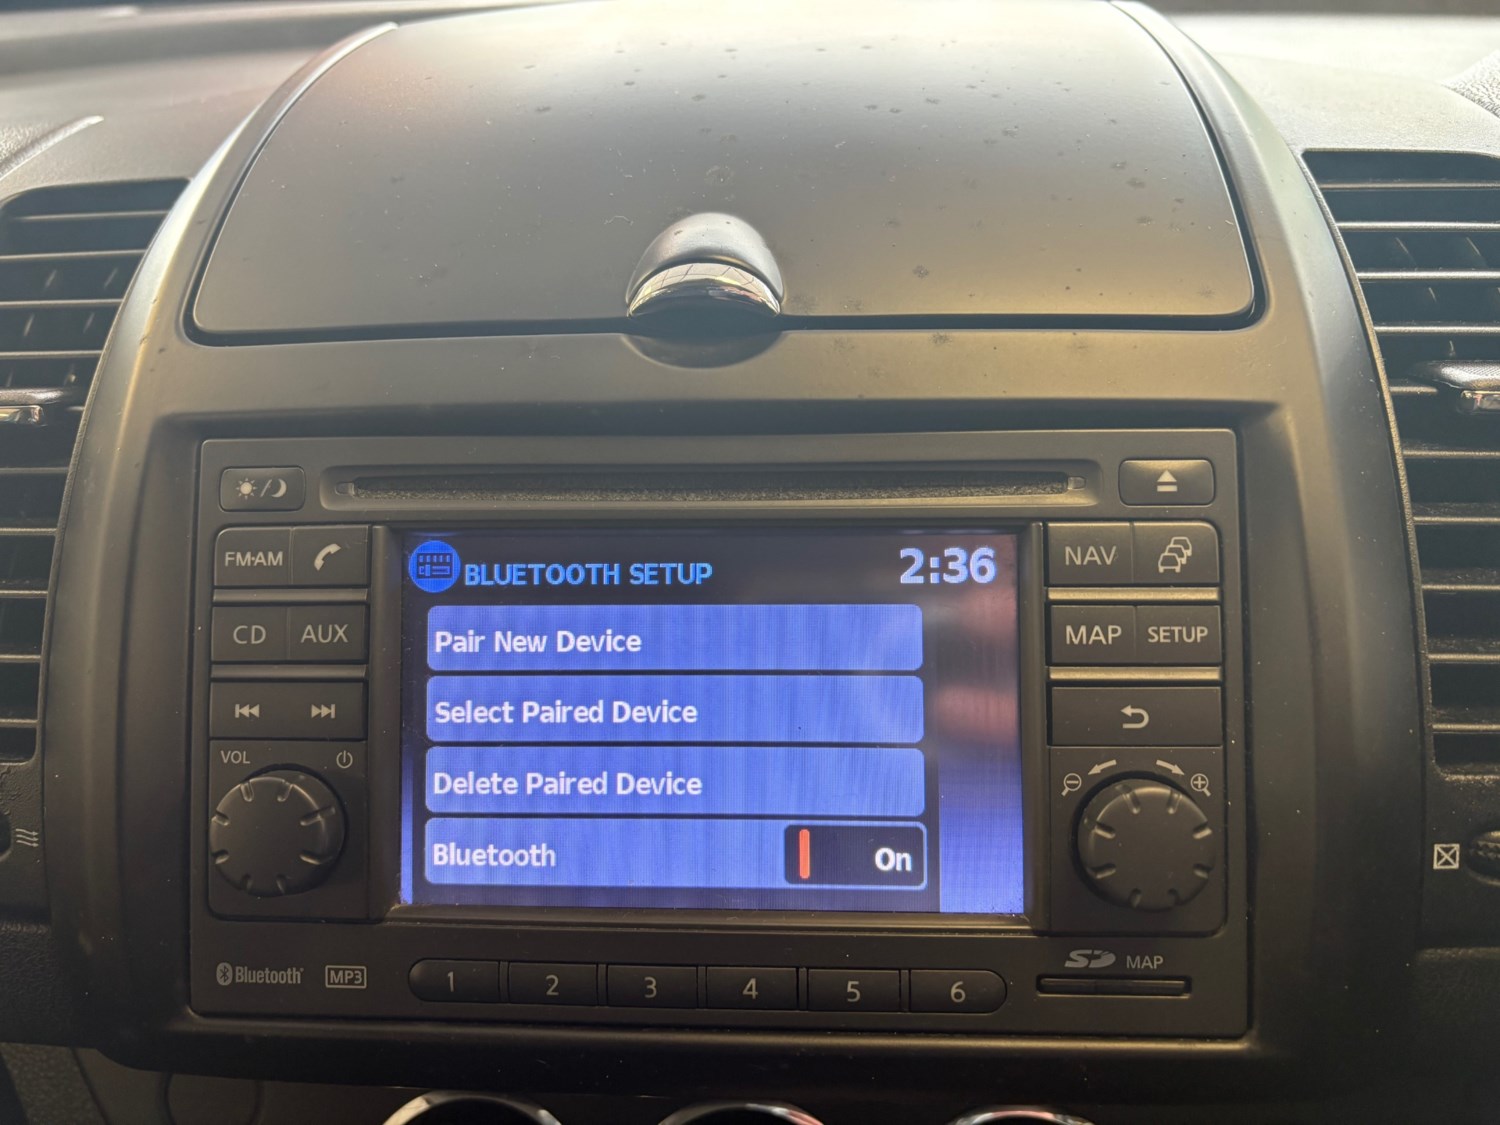 FM·AM
CD AUX
VOL
BLUETOOTH SETUP 2:36
Pair New Device
Select Paired Device
Delete Paired Device
Bluetooth On
NAV
MAP SETUP
Bluetooth MP3
1 2 3 4 5 6
SD MAP